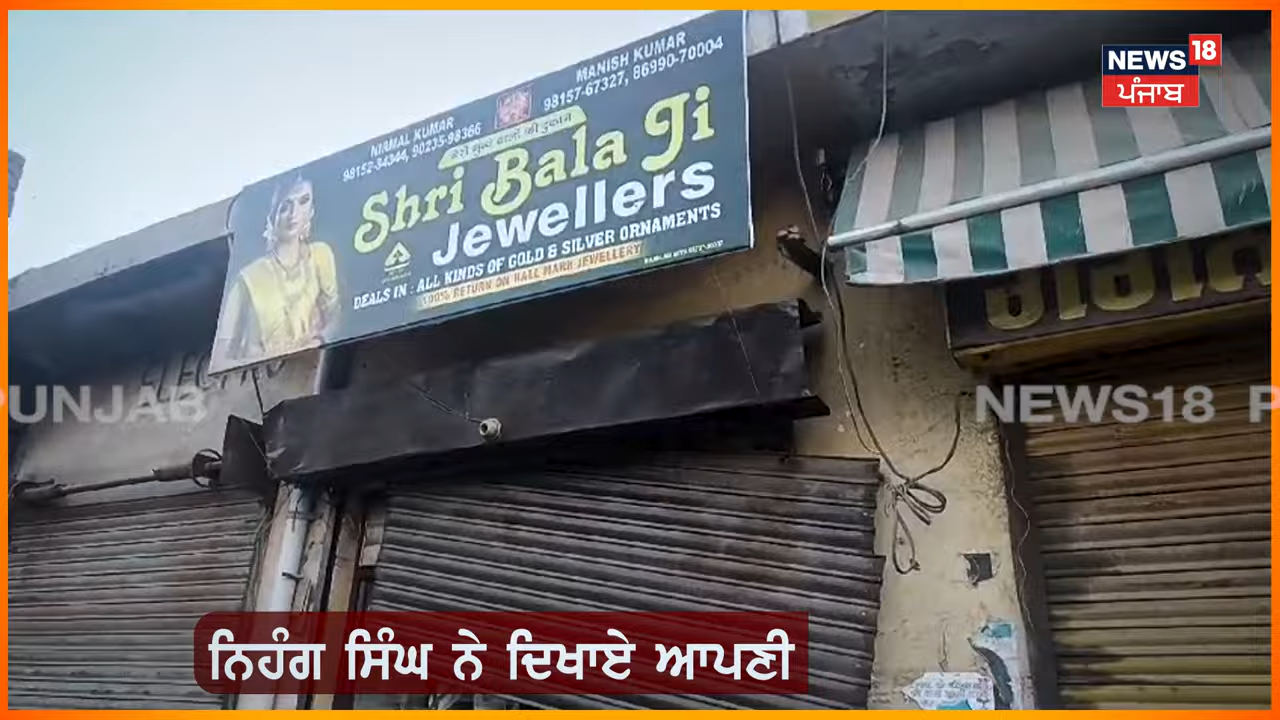 NEWS 18
ਪੰਜਾਬ
MANISH KUMAR
98157-67327, 86990-70004
NIRMAL KUMAR
98152-34344, 90235-98366
Shri Bala Ji
Jewellers
DEALS IN : ALL KINDS OF GOLD & SILVER ORNAMENTS
100% RETURN ON HALL MARK JEWELLERY
PUNJAB
NEWS18 P
ਨਿਹੰਗ ਸਿੰਘ ਨੇ ਦਿਖਾਏ ਆਪਣੀ